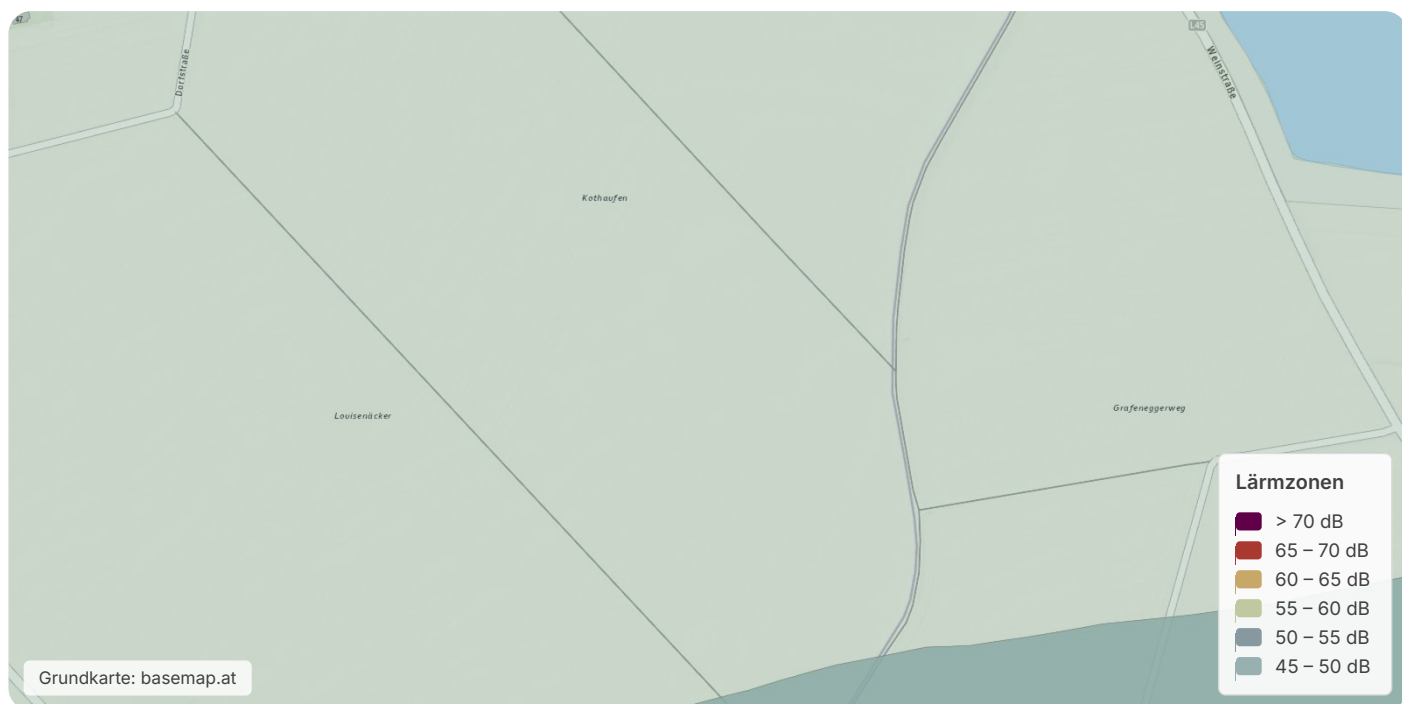 47
L45
Dorfstraße
Weinstraße
Kothaufen
Louisenäcker
Grafeneggerweg
Lärmzonen
> 70 dB
65 – 70 dB
60 – 65 dB
55 – 60 dB
50 – 55 dB
45 – 50 dB
Grundkarte: basemap.at